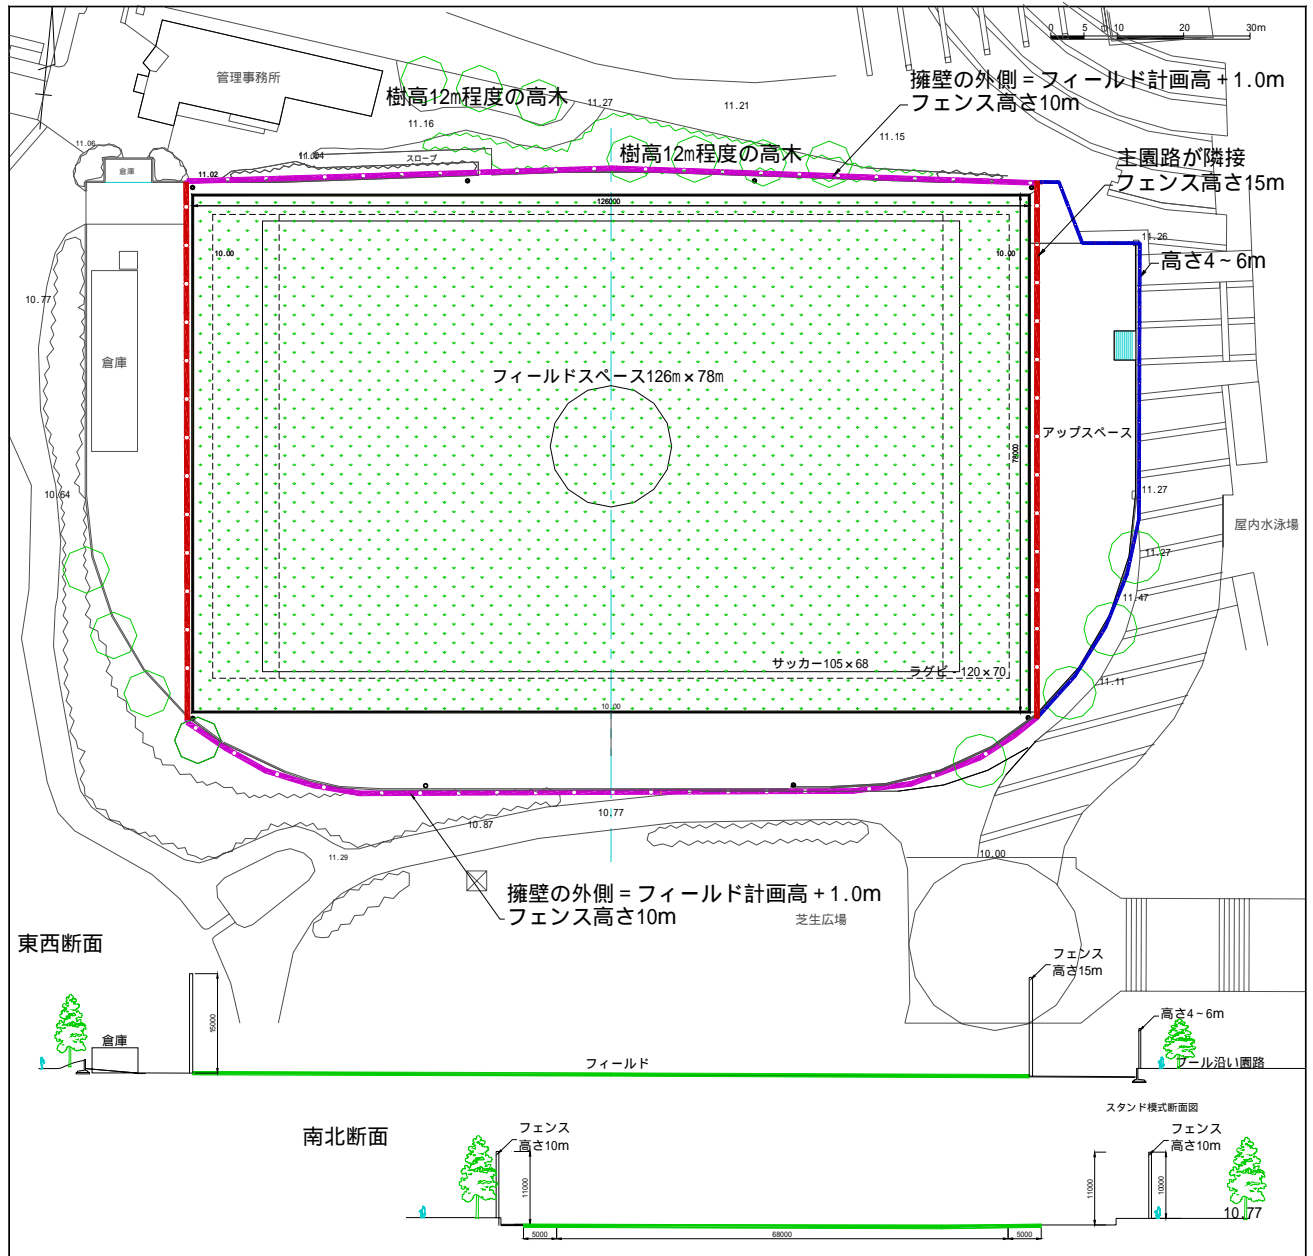 0 5 10 20 30m
管理事務所
樹高12m程度の高木
擁壁の外側=フィールド計画高+1.0m
フェンス高さ10m
11.27
11.21
11.16
11.15
樹高12m程度の高木
主園路が隣接
フェンス高さ15m
11.06
倉庫
11.04
スロープ
11.02
126000
11.26
高さ4~6m
10.00
10.00
10.77
倉庫
フィールドスペース126m×78m
アップスペース
78000
10.64
11.27
屋内水泳場
11.27
11.47
サッカー105×68
ラグビー120×70
11.11
10.00
10.77
10.87
11.29
10.00
擁壁の外側=フィールド計画高+1.0m
フェンス高さ10m
芝生広場
東西断面
フェンス
高さ15m
15000
高さ4~6m
倉庫
フィールド
プール沿い園路
スタンド模式断面図
南北断面
フェンス
高さ10m
フェンス
高さ10m
11000
11000
10000
10.77
5000
68000
5000